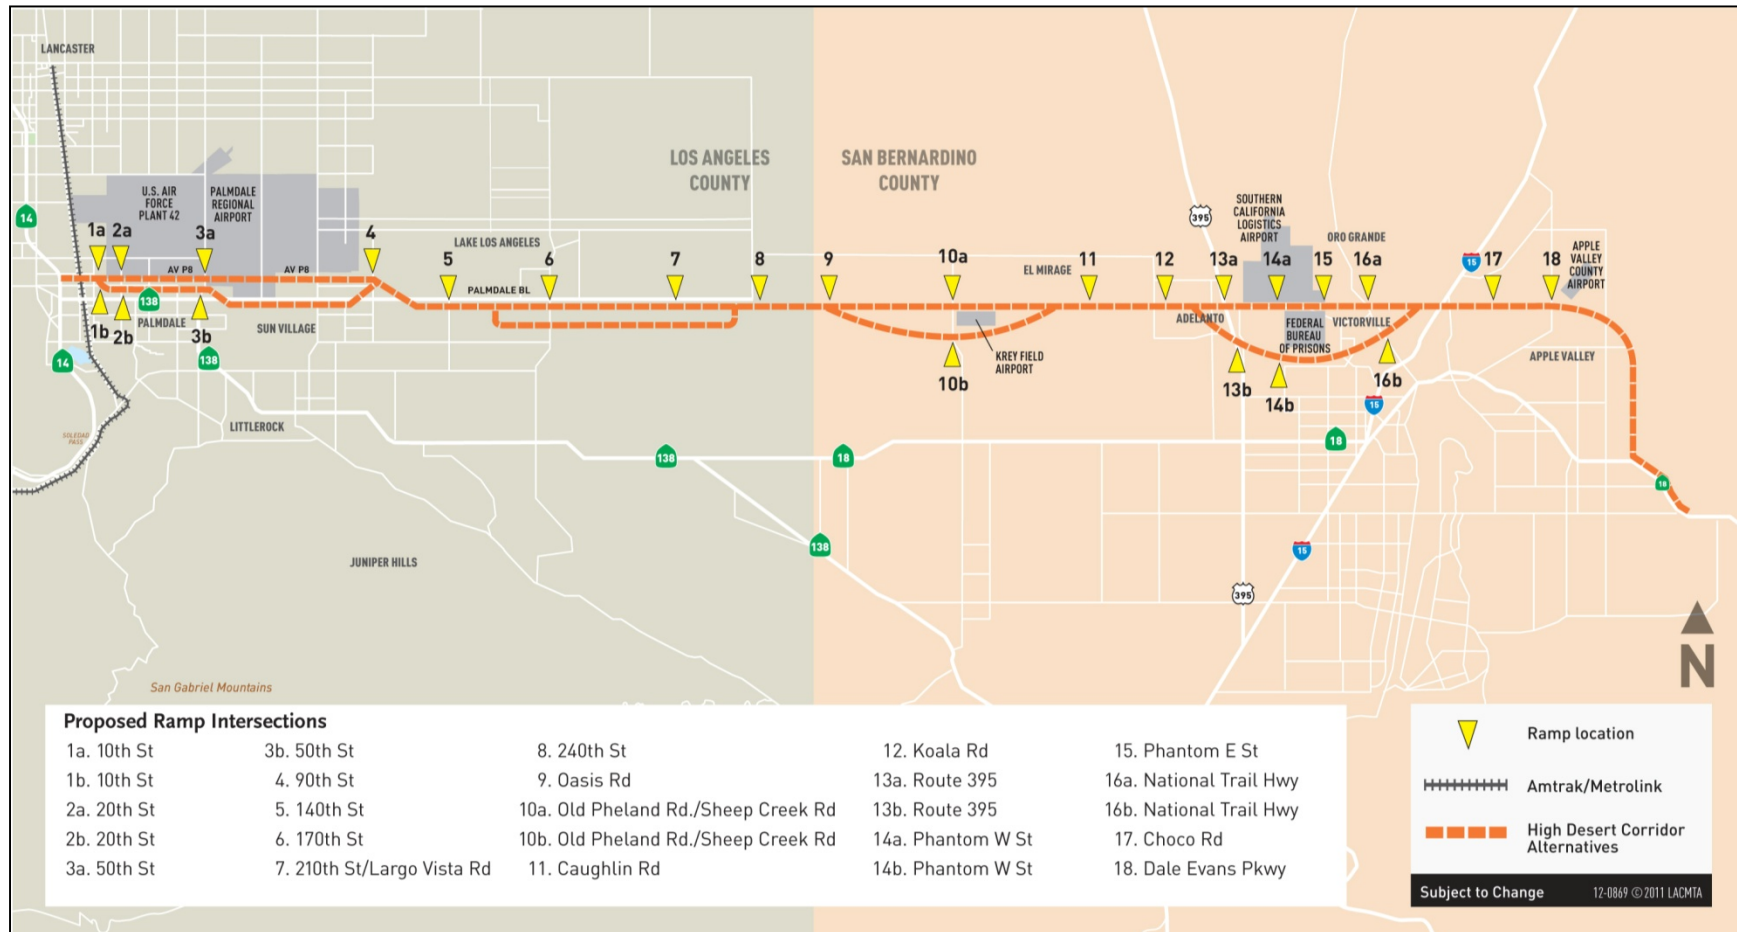 LANCASTER
LOS ANGELES
COUNTY
SAN BERNARDINO
COUNTY
U.S. AIR
FORCE
PLANT 42
PALMDALE
REGIONAL
AIRPORT
14
395
SOUTHERN
CALIFORNIA
LOGISTICS
AIRPORT
ORO GRANDE
15
APPLE
VALLEY
COUNTY
AIRPORT
1a
2a
3a
4
5
6
7
8
9
10a
11
12
13a
14a
15
16a
17
18
LAKE LOS ANGELES
EL MIRAGE
AV P8
AV P8
PALMDALE BL
138
PALMDALE
SUN VILLAGE
1b
2b
3b
138
14
ADELANTO
FEDERAL
BUREAU
OF PRISONS
VICTORVILLE
KREY FIELD
AIRPORT
APPLE VALLEY
10b
13b
14b
16b
15
SOLEDAD
PASS
LITTLEROCK
138
18
18
18
138
15
395
JUNIPER HILLS
San Gabriel Mountains
N
Proposed Ramp Intersections
1a. 10th St
1b. 10th St
2a. 20th St
2b. 20th St
3a. 50th St
3b. 50th St
4. 90th St
5. 140th St
6. 170th St
7. 210th St/Largo Vista Rd
8. 240th St
9. Oasis Rd
10a. Old Pheland Rd./Sheep Creek Rd
10b. Old Pheland Rd./Sheep Creek Rd
11. Caughlin Rd
12. Koala Rd
13a. Route 395
13b. Route 395
14a. Phantom W St
14b. Phantom W St
15. Phantom E St
16a. National Trail Hwy
16b. National Trail Hwy
17. Choco Rd
18. Dale Evans Pkwy
Ramp location
Amtrak/Metrolink
High Desert Corridor
Alternatives
Subject to Change
12-0869 ©2011 LACMTA